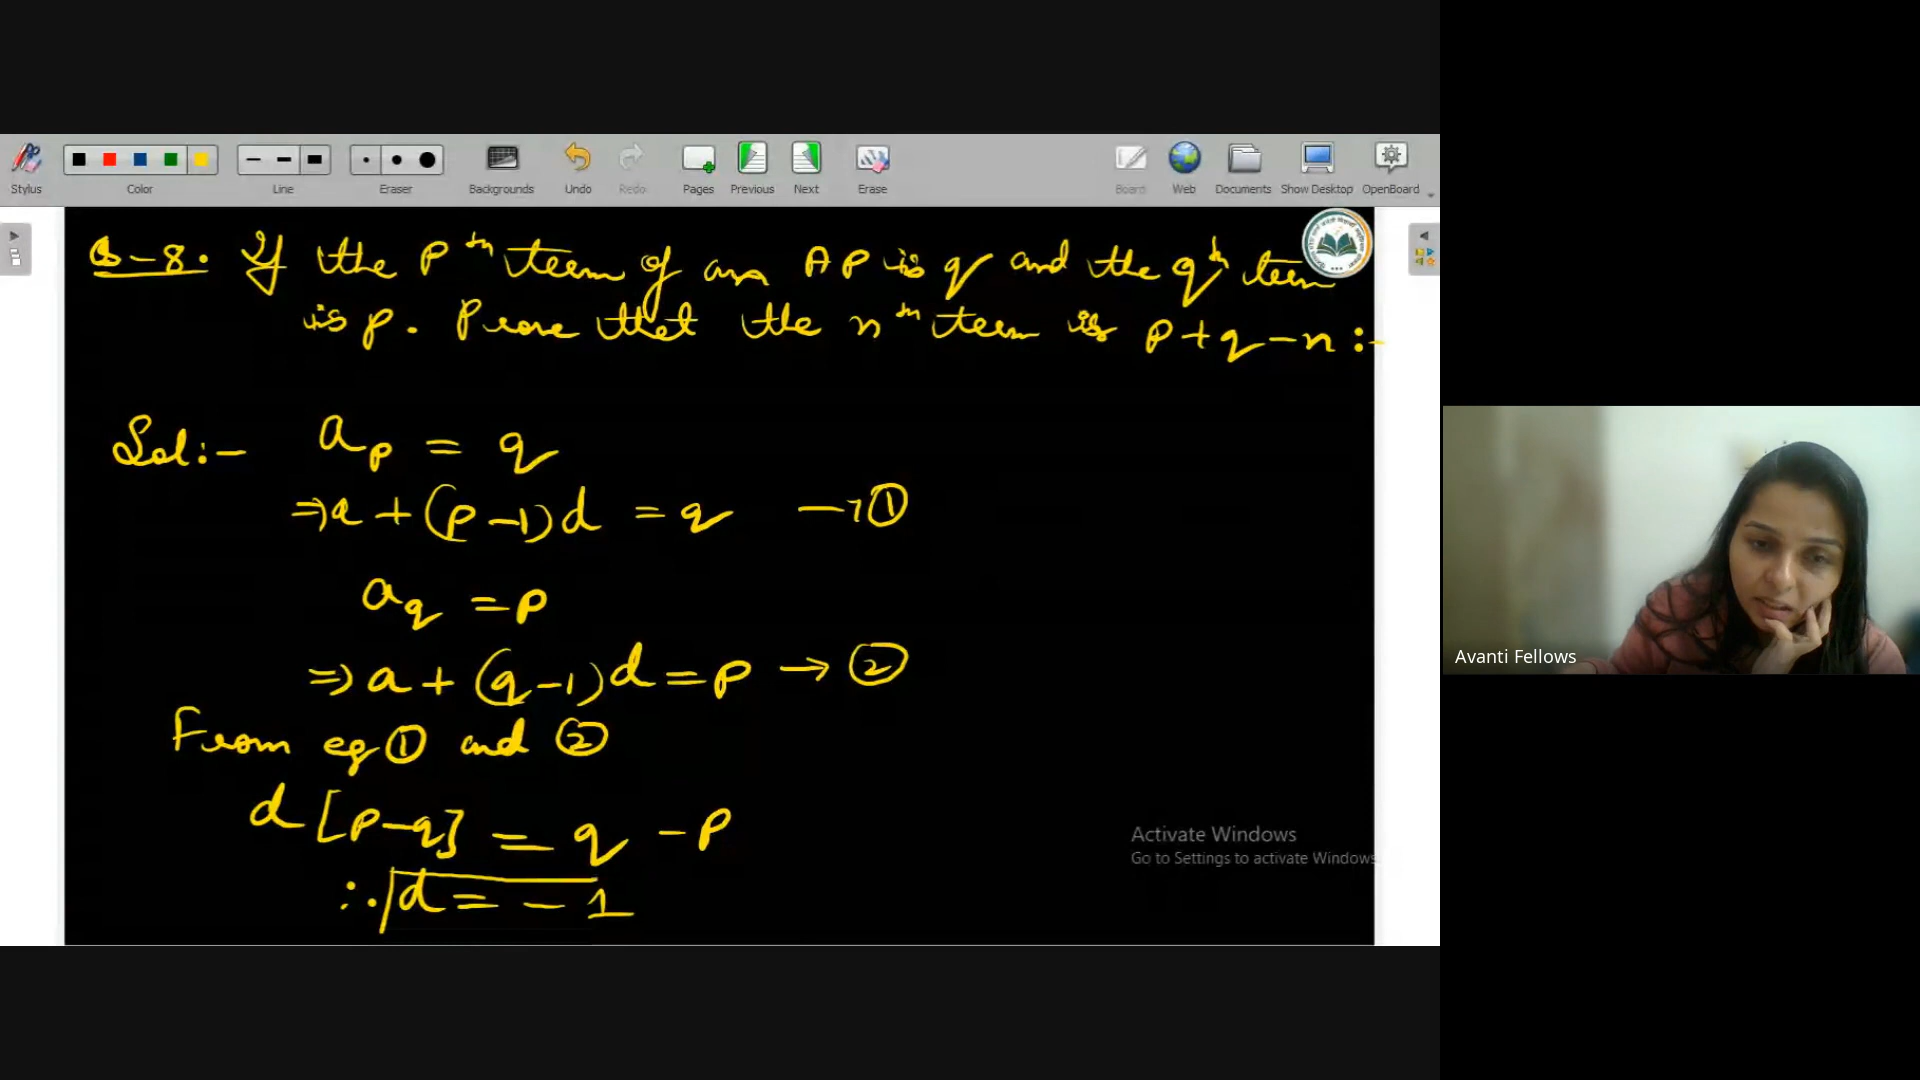 Stylus Color Line Eraser Backgrounds Undo Redo Pages Previous Next Erase Board Web Documents Show Desktop OpenBoard
Q-8. If the pth term of an AP is q and the qth term
is p. Prove that the nth term is p+q-n :-
Sol:- aₚ = q
⇒ a + (p-1)d = q → ①
a_q = p
⇒ a + (q-1)d = p → ②
From eq ① and ②
d [p-q] = q - p
∴ d = -1
Activate Windows
Go to Settings to activate Windows
Avanti Fellows